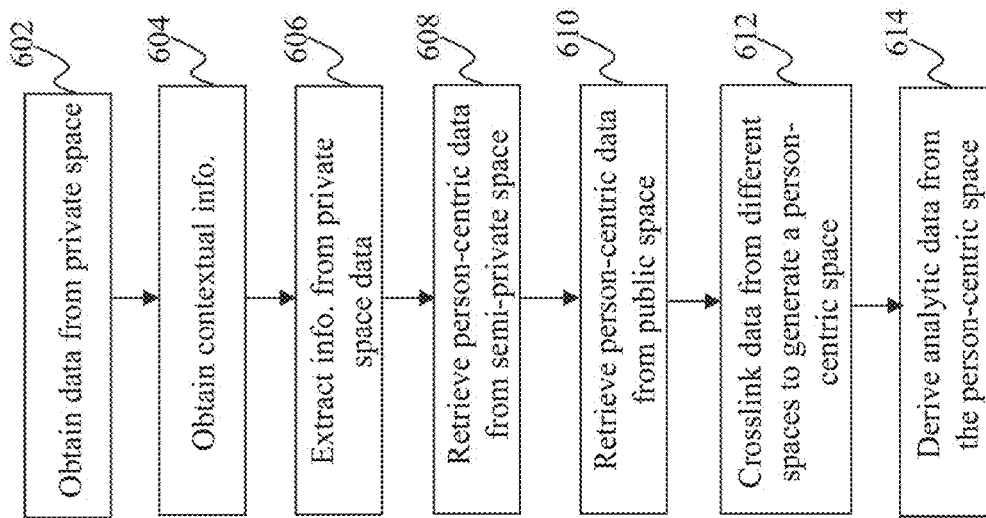 602
Obtain data from private space
604
Obtain contextual info.
606
Extract info. from private
space data
608
Retrieve person-centric data
from semi-private space
610
Retrieve person-centric data
from public space
612
Crosslink data from different
spaces to generate a person-
centric space
614
Derive analytic data from
the person-centric space